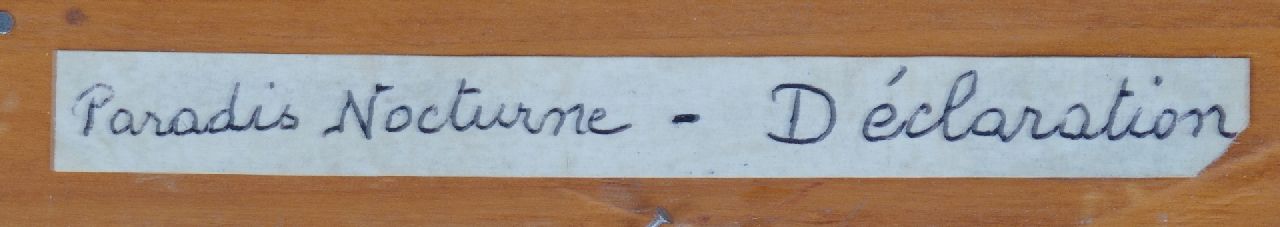 Paradis Nocturne - Déclaration